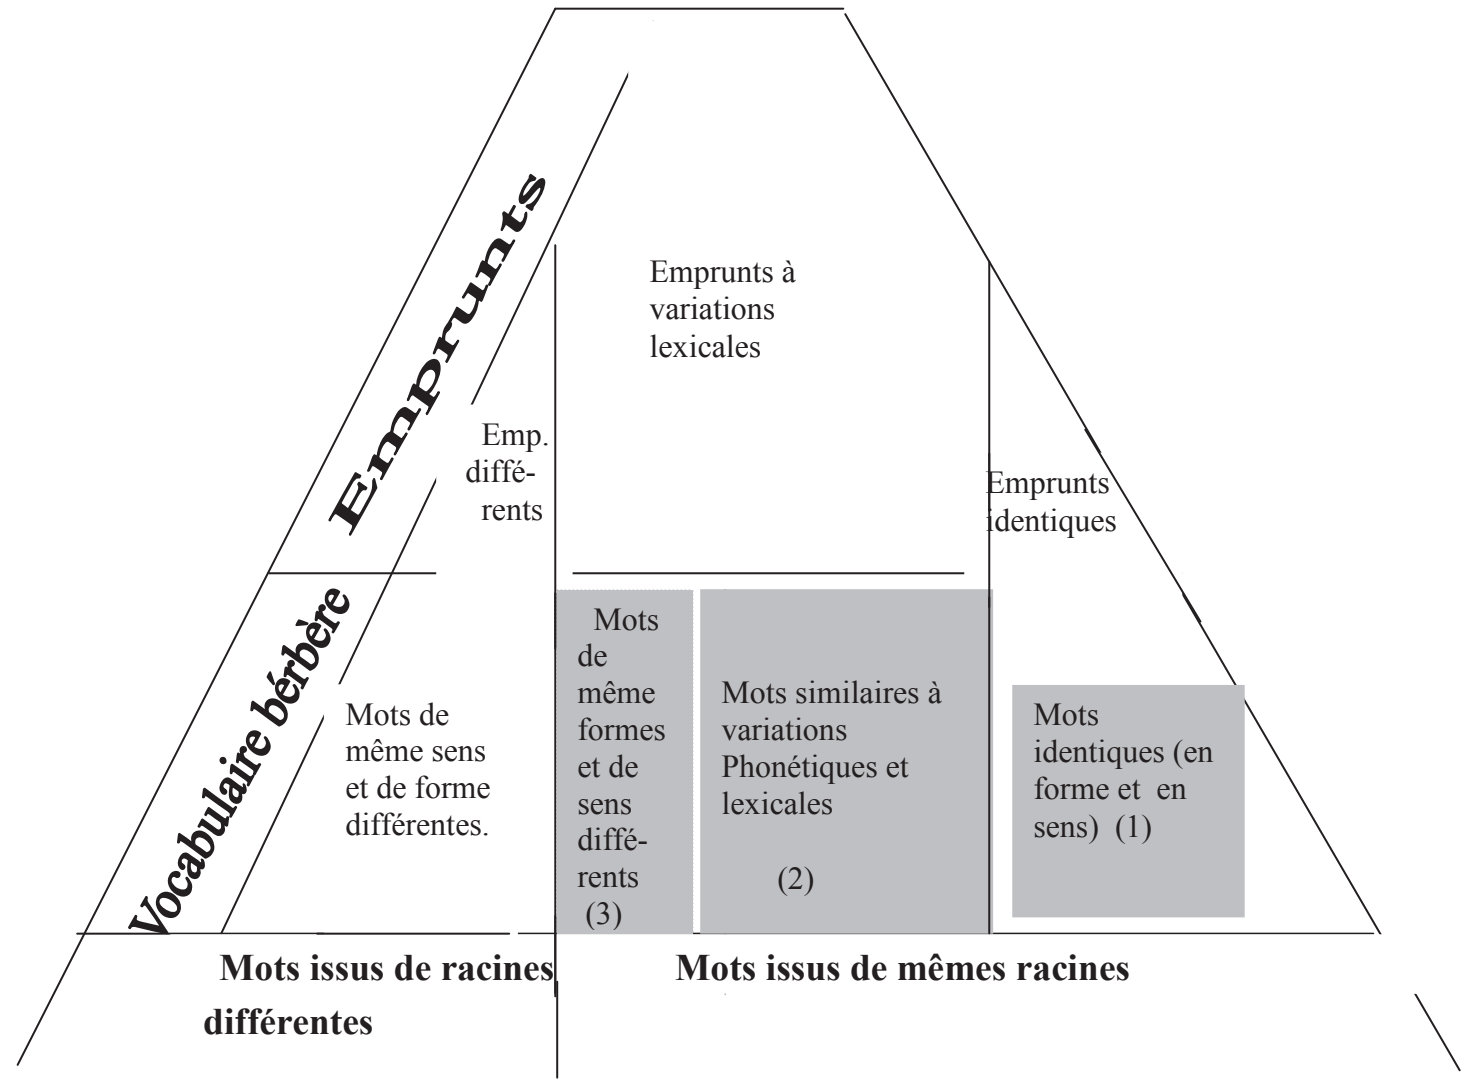 Emprunts
Emprunts à
variations
lexicales
Emp.
diffé-
rents
Emprunts
identiques
Vocabulaire bérbère
Mots de
même sens
et de forme
différentes.
Mots
de
même
formes
et de
sens
diffé-
rents
(3)
Mots similaires à
variations
Phonétiques et
lexicales
(2)
Mots
identiques (en
forme et en
sens) (1)
Mots issus de racines
différentes
Mots issus de mêmes racines